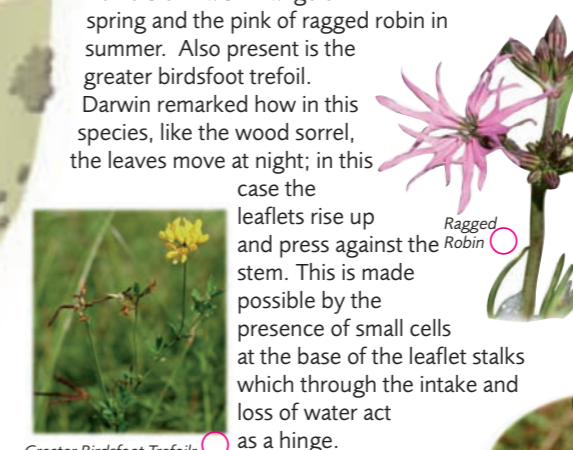 spring and the pink of ragged robin in
summer. Also present is the
greater birdsfoot trefoil.
Darwin remarked how in this
species, like the wood sorrel,
the leaves move at night; in this
case the
leaflets rise up
and press against the
stem. This is made
possible by the
presence of small cells
at the base of the leaflet stalks
which through the intake and
loss of water act
as a hinge.
Ragged
Robin
Greater Birdsfoot Trefoils